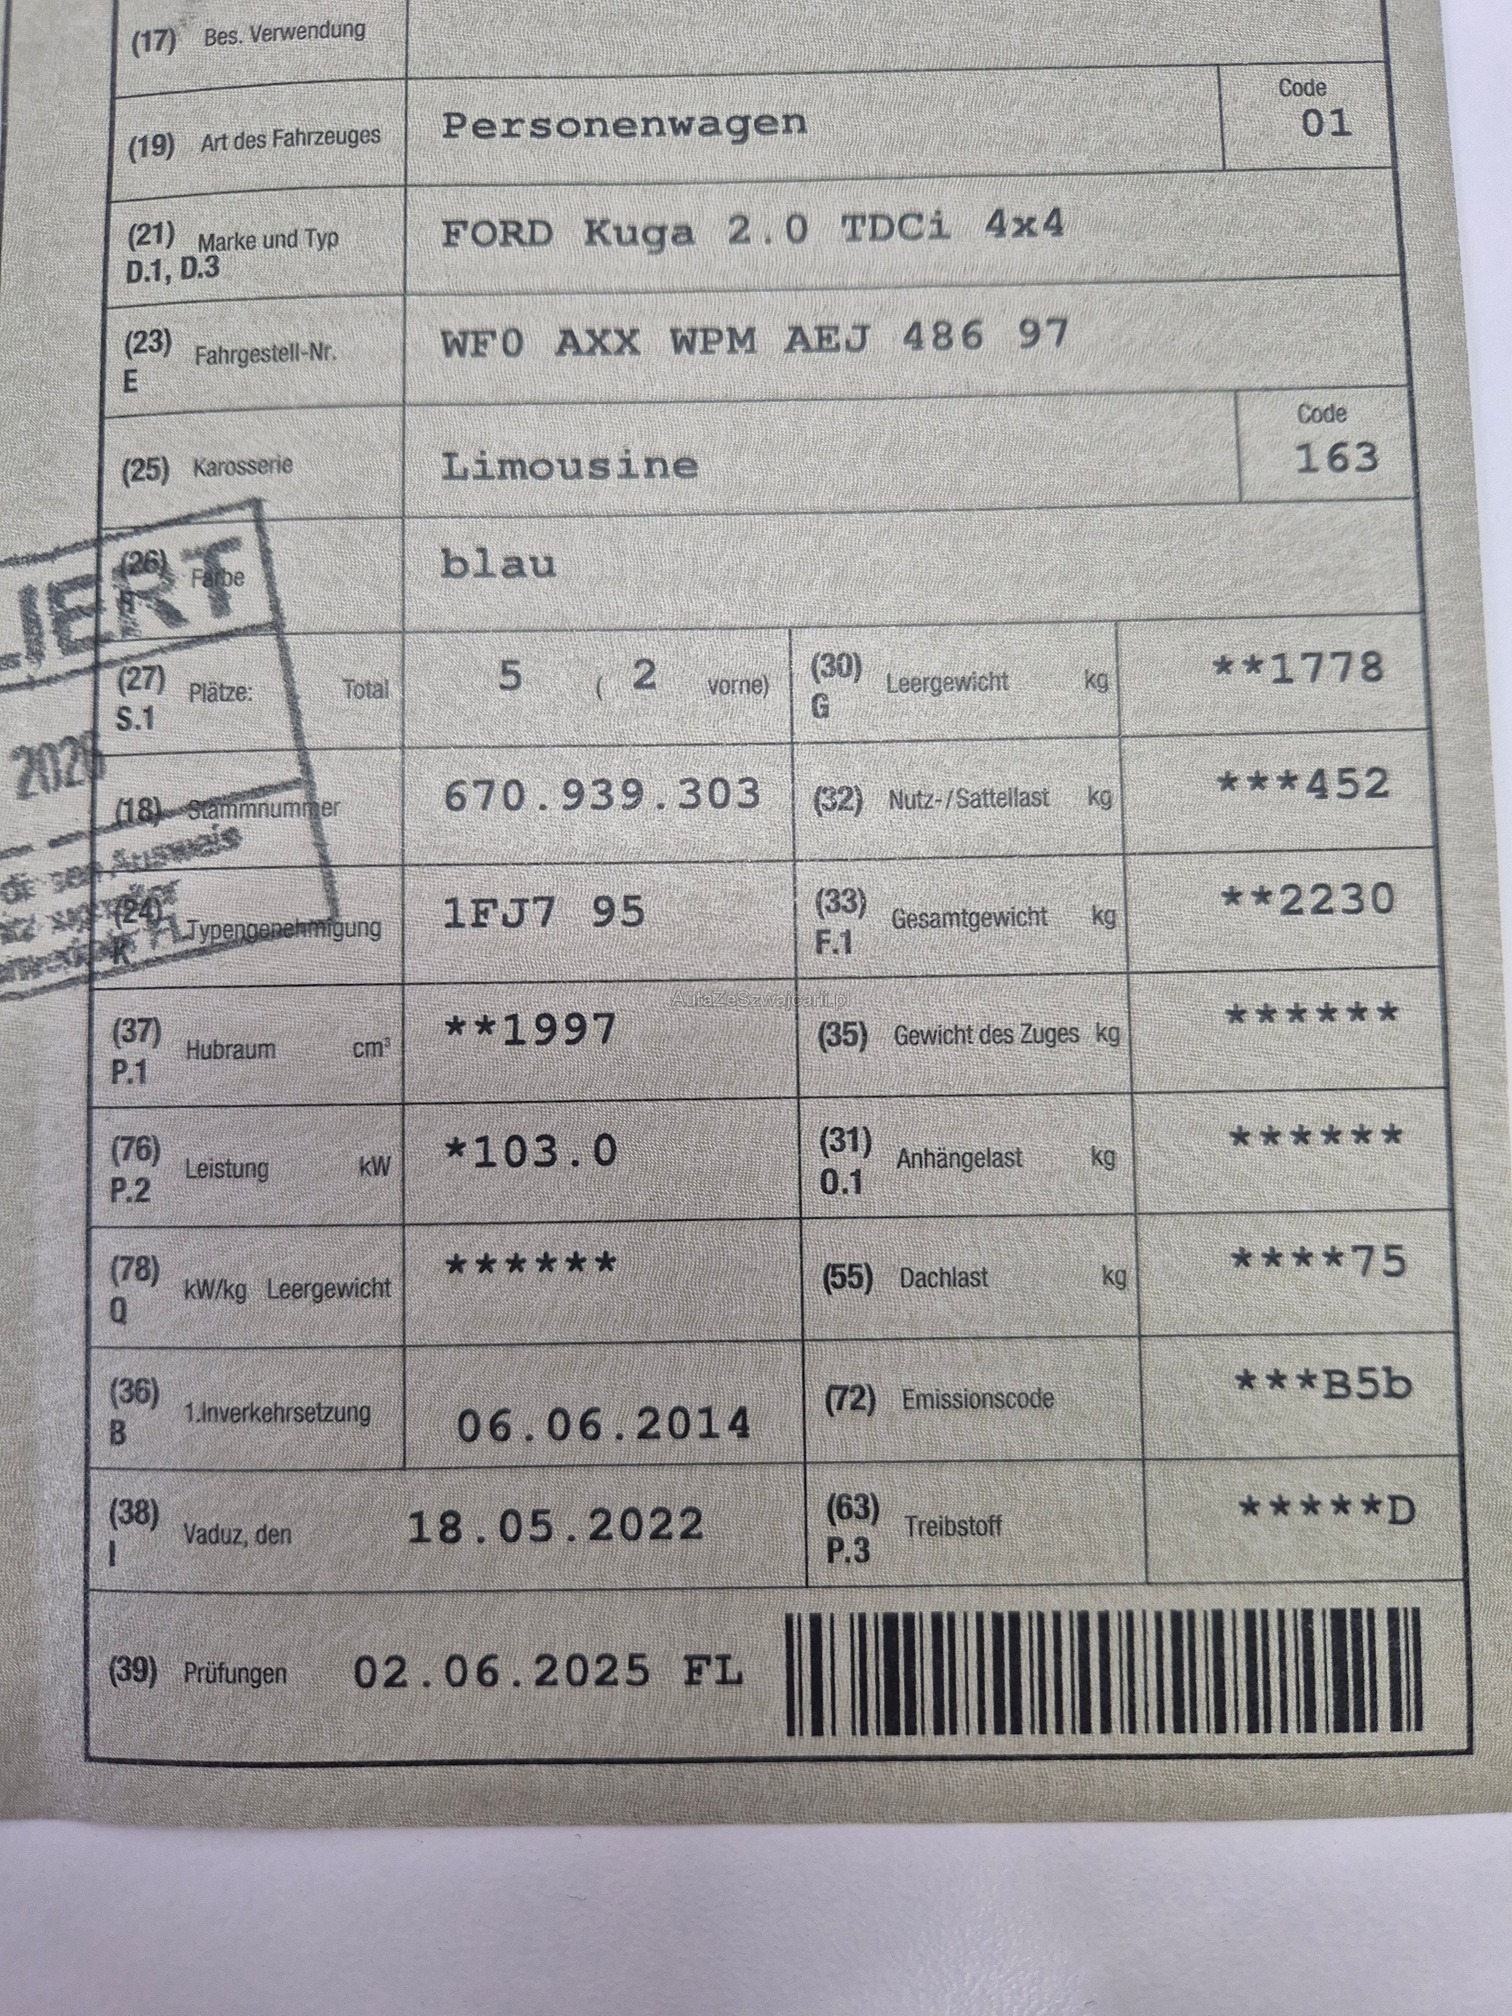 (17) Bes. Verwendung
(19) Art des Fahrzeuges Personenwagen Code 01
(21) Marke und Typ FORD Kuga 2.0 TDCi 4x4
D.1, D.3
(23) Fahrgestell-Nr. WF0 AXX WPM AEJ 486 97
E
(25) Karosserie Limousine Code 163
(26) Farbe blau
LIERT
(27) Plätze: Total 5 ( 2 vorne) (30) Leergewicht kg **1778
S.1 G
(18) Stammnummer 670.939.303 (32) Nutz-/Sattellast kg ***452
Ausweis
(24) Typengenehmigung 1FJ7 95 (33) Gesamtgewicht kg **2230
K F.1
AutaZeSzwajcarii.pl
(37) Hubraum cm³ **1997 (35) Gewicht des Zuges kg ******
P.1
(76) Leistung kW *103.0 (31) Anhängelast kg ******
P.2 O.1
(78) kW/kg Leergewicht ****** (55) Dachlast kg ****75
Q
(36) 1.Inverkehrsetzung 06.06.2014 (72) Emissionscode ***B5b
B
(38) Vaduz, den 18.05.2022 (63) Treibstoff *****D
I P.3
(39) Prüfungen 02.06.2025 FL